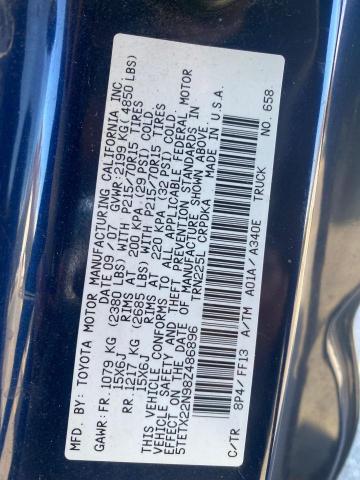 MFD. BY: TOYOTA MOTOR MANUFACTURING CALIFORNIA INC
DATE 09/07 GVWR: 2199 KG (4850 LBS)
GAWR: FR. 1079 KG (2380 LBS) WITH P215/70R15 TIRES
15X6J RIMS AT 200 KPA (29 PSI) COLD
RR. 1217 KG (2685 LBS) WITH P215/70R15 TIRES
15X6J RIMS AT 220 KPA (32 PSI) COLD
THIS VEHICLE CONFORMS TO ALL APPLICABLE FEDERAL MOTOR
VEHICLE SAFETY AND THEFT PREVENTION STANDARDS IN
EFFECT ON THE DATE OF MANUFACTURE SHOWN ABOVE.
5TETX22N98Z486896 TRUCK
TRN225L CRPDKA MADE IN U.S.A.
C/TR 8P4/FF13 A/TM A01A/A340E
NO. 658